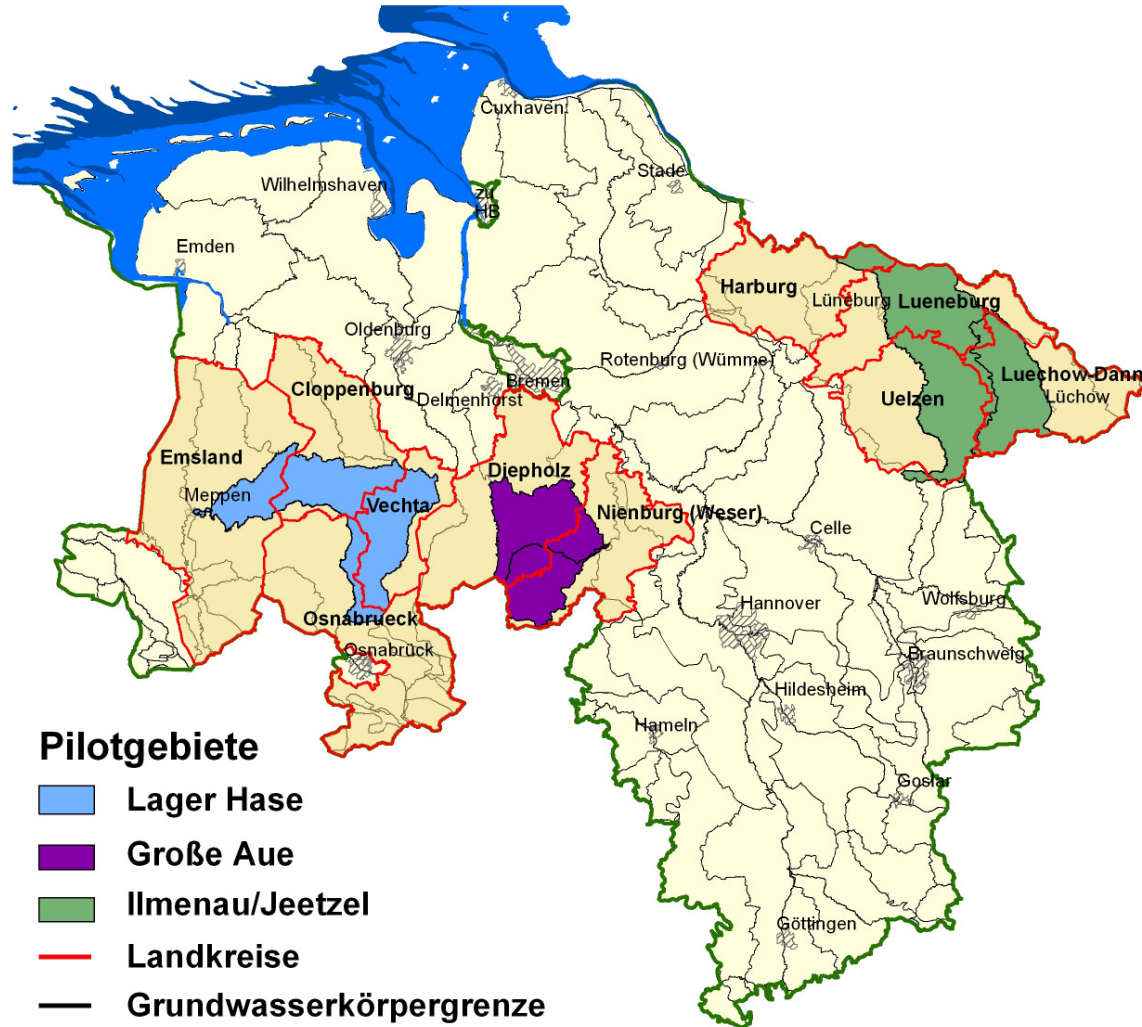 Cuxhaven
Stade
Wilhelmshaven
zu
HB
Emden
Harburg
Lüneburg
Lueneburg
Oldenburg
Rotenburg (Wümme)
Bremen
Delmenhorst
Cloppenburg
Luechow-Dann
Lüchow
Uelzen
Emsland
Diepholz
Meppen
Vechta
Nienburg (Weser)
Celle
Hannover
Wolfsburg
Osnabrueck
Osnabrück
Braunschweig
Hildesheim
Hameln
Goslar
Göttingen
Pilotgebiete
Lager Hase
Große Aue
Ilmenau/Jeetzel
Landkreise
Grundwasserkörpergrenze